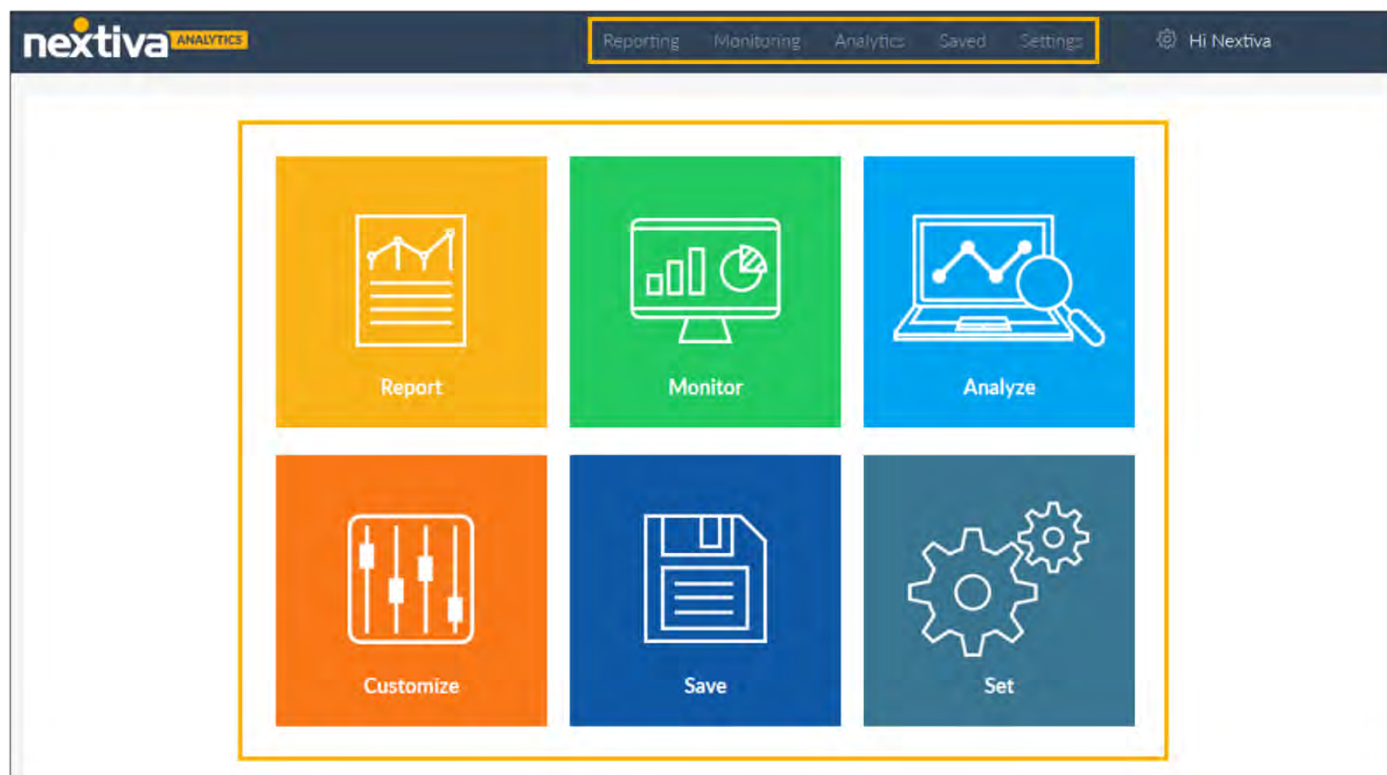 nextiva ANALYTICS
Reporting Monitoring Analytics Saved Settings Hi Nextiva
Report Monitor Analyze
Customize Save Set